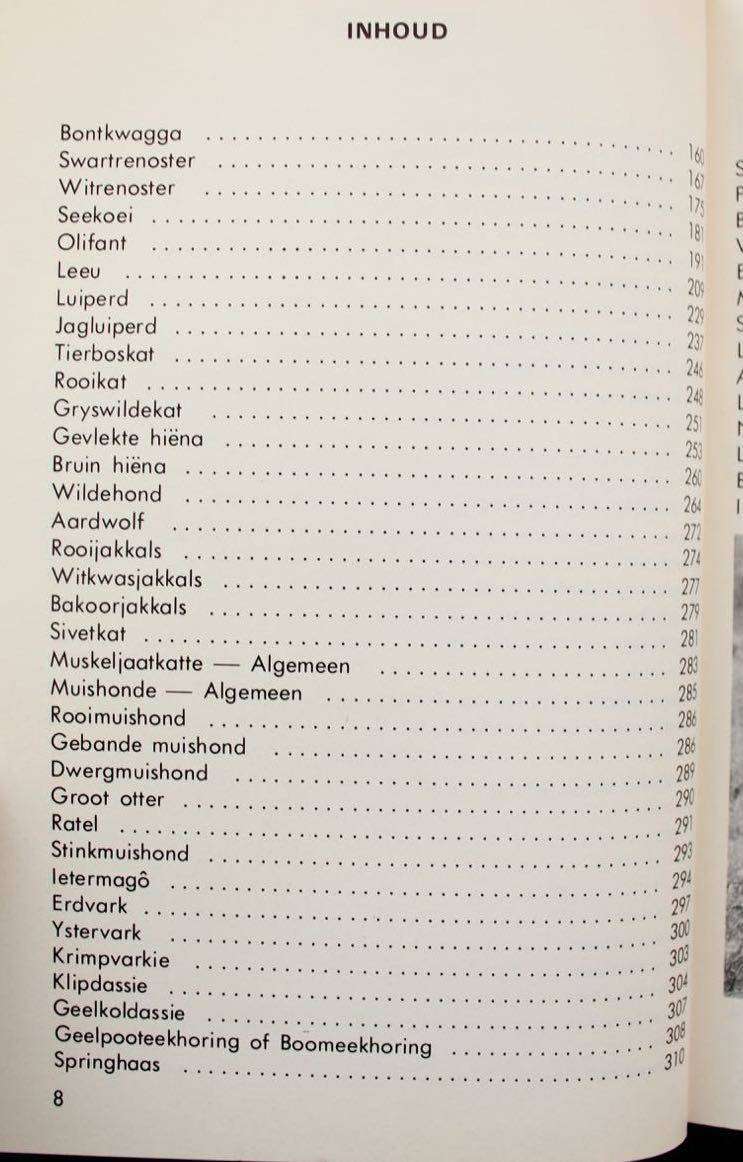 INHOUD
Bontkwagga . . . . . . . . . . . . . . . . . . . . . . . . . . . . . . 160
Swartrenoster . . . . . . . . . . . . . . . . . . . . . . . . . . . . . . 167
Witrenoster . . . . . . . . . . . . . . . . . . . . . . . . . . . . . . 175
Seekoei . . . . . . . . . . . . . . . . . . . . . . . . . . . . . . 181
Olifant . . . . . . . . . . . . . . . . . . . . . . . . . . . . . . 191
Leeu . . . . . . . . . . . . . . . . . . . . . . . . . . . . . . 209
Luiperd . . . . . . . . . . . . . . . . . . . . . . . . . . . . . . 229
Jagluiperd . . . . . . . . . . . . . . . . . . . . . . . . . . . . . . 237
Tierboskat . . . . . . . . . . . . . . . . . . . . . . . . . . . . . . 246
Rooikat . . . . . . . . . . . . . . . . . . . . . . . . . . . . . . 248
Gryswildekat . . . . . . . . . . . . . . . . . . . . . . . . . . . . . . 251
Gevlekte hiëna . . . . . . . . . . . . . . . . . . . . . . . . . . . . . . 253
Bruin hiëna . . . . . . . . . . . . . . . . . . . . . . . . . . . . . . 260
Wildehond . . . . . . . . . . . . . . . . . . . . . . . . . . . . . . 264
Aardwolf . . . . . . . . . . . . . . . . . . . . . . . . . . . . . . 272
Rooijakkals . . . . . . . . . . . . . . . . . . . . . . . . . . . . . . 274
Witkwasjakkals . . . . . . . . . . . . . . . . . . . . . . . . . . . . . . 277
Bakoorjakkals . . . . . . . . . . . . . . . . . . . . . . . . . . . . . . 279
Sivetkat . . . . . . . . . . . . . . . . . . . . . . . . . . . . . . 281
Muskeljaatkatte — Algemeen . . . . . . . . . . . . . . . . . . . . 283
Muishonde — Algemeen . . . . . . . . . . . . . . . . . . . . . . . . 285
Rooimuishond . . . . . . . . . . . . . . . . . . . . . . . . . . . . . . 286
Gebande muishond . . . . . . . . . . . . . . . . . . . . . . . . . . 286
Dwergmuishond . . . . . . . . . . . . . . . . . . . . . . . . . . . . 289
Groot otter . . . . . . . . . . . . . . . . . . . . . . . . . . . . . . 290
Ratel . . . . . . . . . . . . . . . . . . . . . . . . . . . . . . 291
Stinkmuishond . . . . . . . . . . . . . . . . . . . . . . . . . . . . . . 293
Ietermagô . . . . . . . . . . . . . . . . . . . . . . . . . . . . . . 294
Erdvark . . . . . . . . . . . . . . . . . . . . . . . . . . . . . . 297
Ystervark . . . . . . . . . . . . . . . . . . . . . . . . . . . . . . 300
Krimpvarkie . . . . . . . . . . . . . . . . . . . . . . . . . . . . . . 303
Klipdassie . . . . . . . . . . . . . . . . . . . . . . . . . . . . . . 304
Geelkoldassie . . . . . . . . . . . . . . . . . . . . . . . . . . . . . . 307
Geelpooteekhoring of Boomeekhoring . . . . . . . . . . . . . . . . 308
Springhaas . . . . . . . . . . . . . . . . . . . . . . . . . . . . . . 310
8